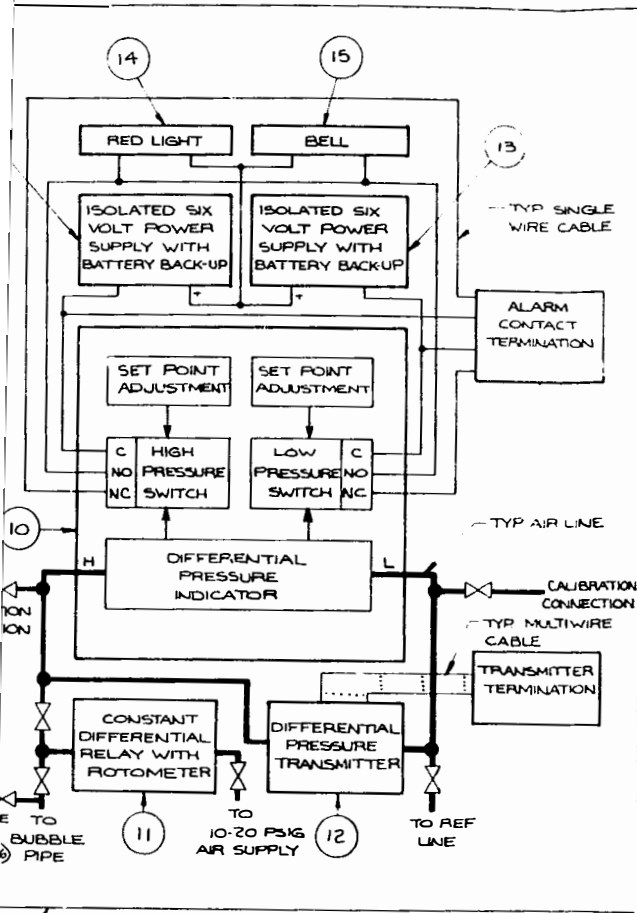 14
15
RED LIGHT
BELL
13
ISOLATED SIX
VOLT POWER
SUPPLY WITH
BATTERY BACK-UP
ISOLATED SIX
VOLT POWER
SUPPLY WITH
BATTERY BACK-UP
TYP SINGLE
WIRE CABLE
+
+
ALARM
CONTACT
TERMINATION
SET POINT
ADJUSTMENT
SET POINT
ADJUSTMENT
C
NO
NC
HIGH
PRESSURE
SWITCH
LOW
PRESSURE
SWITCH
C
NO
NC
10
TYP AIR LINE
H
DIFFERENTIAL
PRESSURE
INDICATOR
L
CALIBRATION
CONNECTION
ION
ION
TYP MULTIWIRE
CABLE
TRANSMITTER
TERMINATION
CONSTANT
DIFFERENTIAL
RELAY WITH
ROTOMETER
DIFFERENTIAL
PRESSURE
TRANSMITTER
E
TO
BUBBLE
PIPE
11
TO
10-20 PSIG
AIR SUPPLY
12
TO REF
LINE